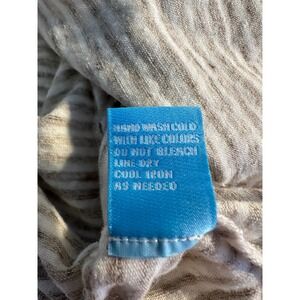 HAND WASH COLD
WITH LIKE COLORS
DO NOT BLEACH
LINE DRY
COOL IRON
AS NEEDED